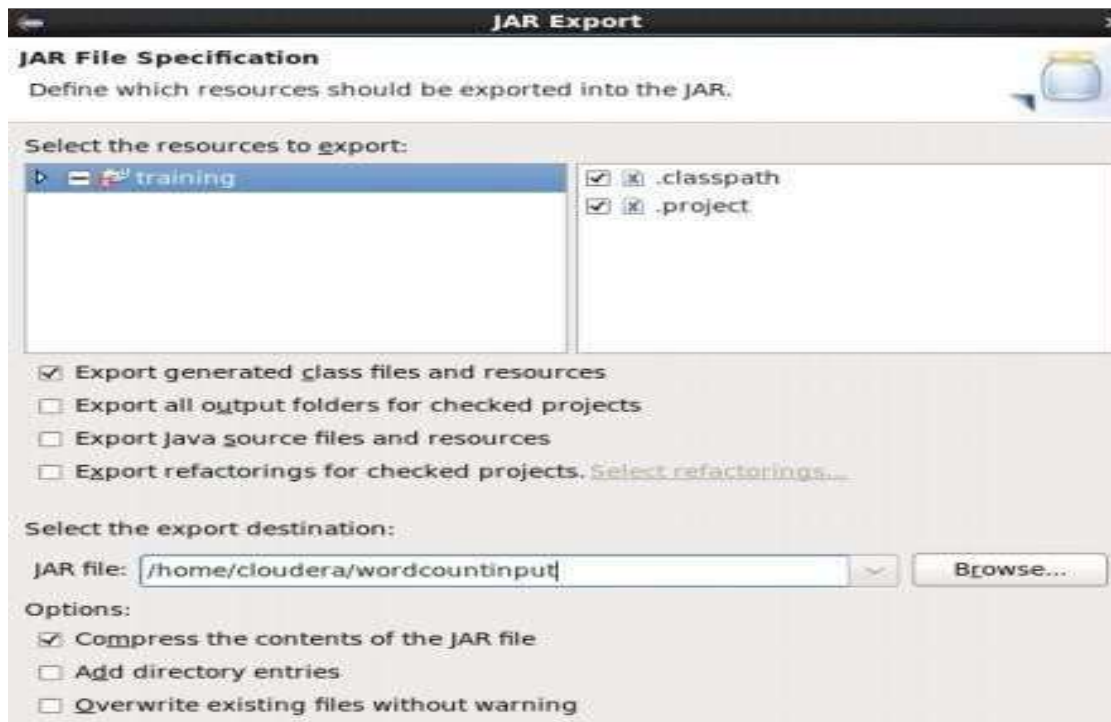 JAR Export
JAR File Specification
Define which resources should be exported into the JAR.
Select the resources to export:
training
.classpath
.project
Export generated class files and resources
Export all output folders for checked projects
Export Java source files and resources
Export refactorings for checked projects. Select refactorings...
Select the export destination:
JAR file: /home/cloudera/wordcountinput Browse...
Options:
Compress the contents of the JAR file
Add directory entries
Overwrite existing files without warning